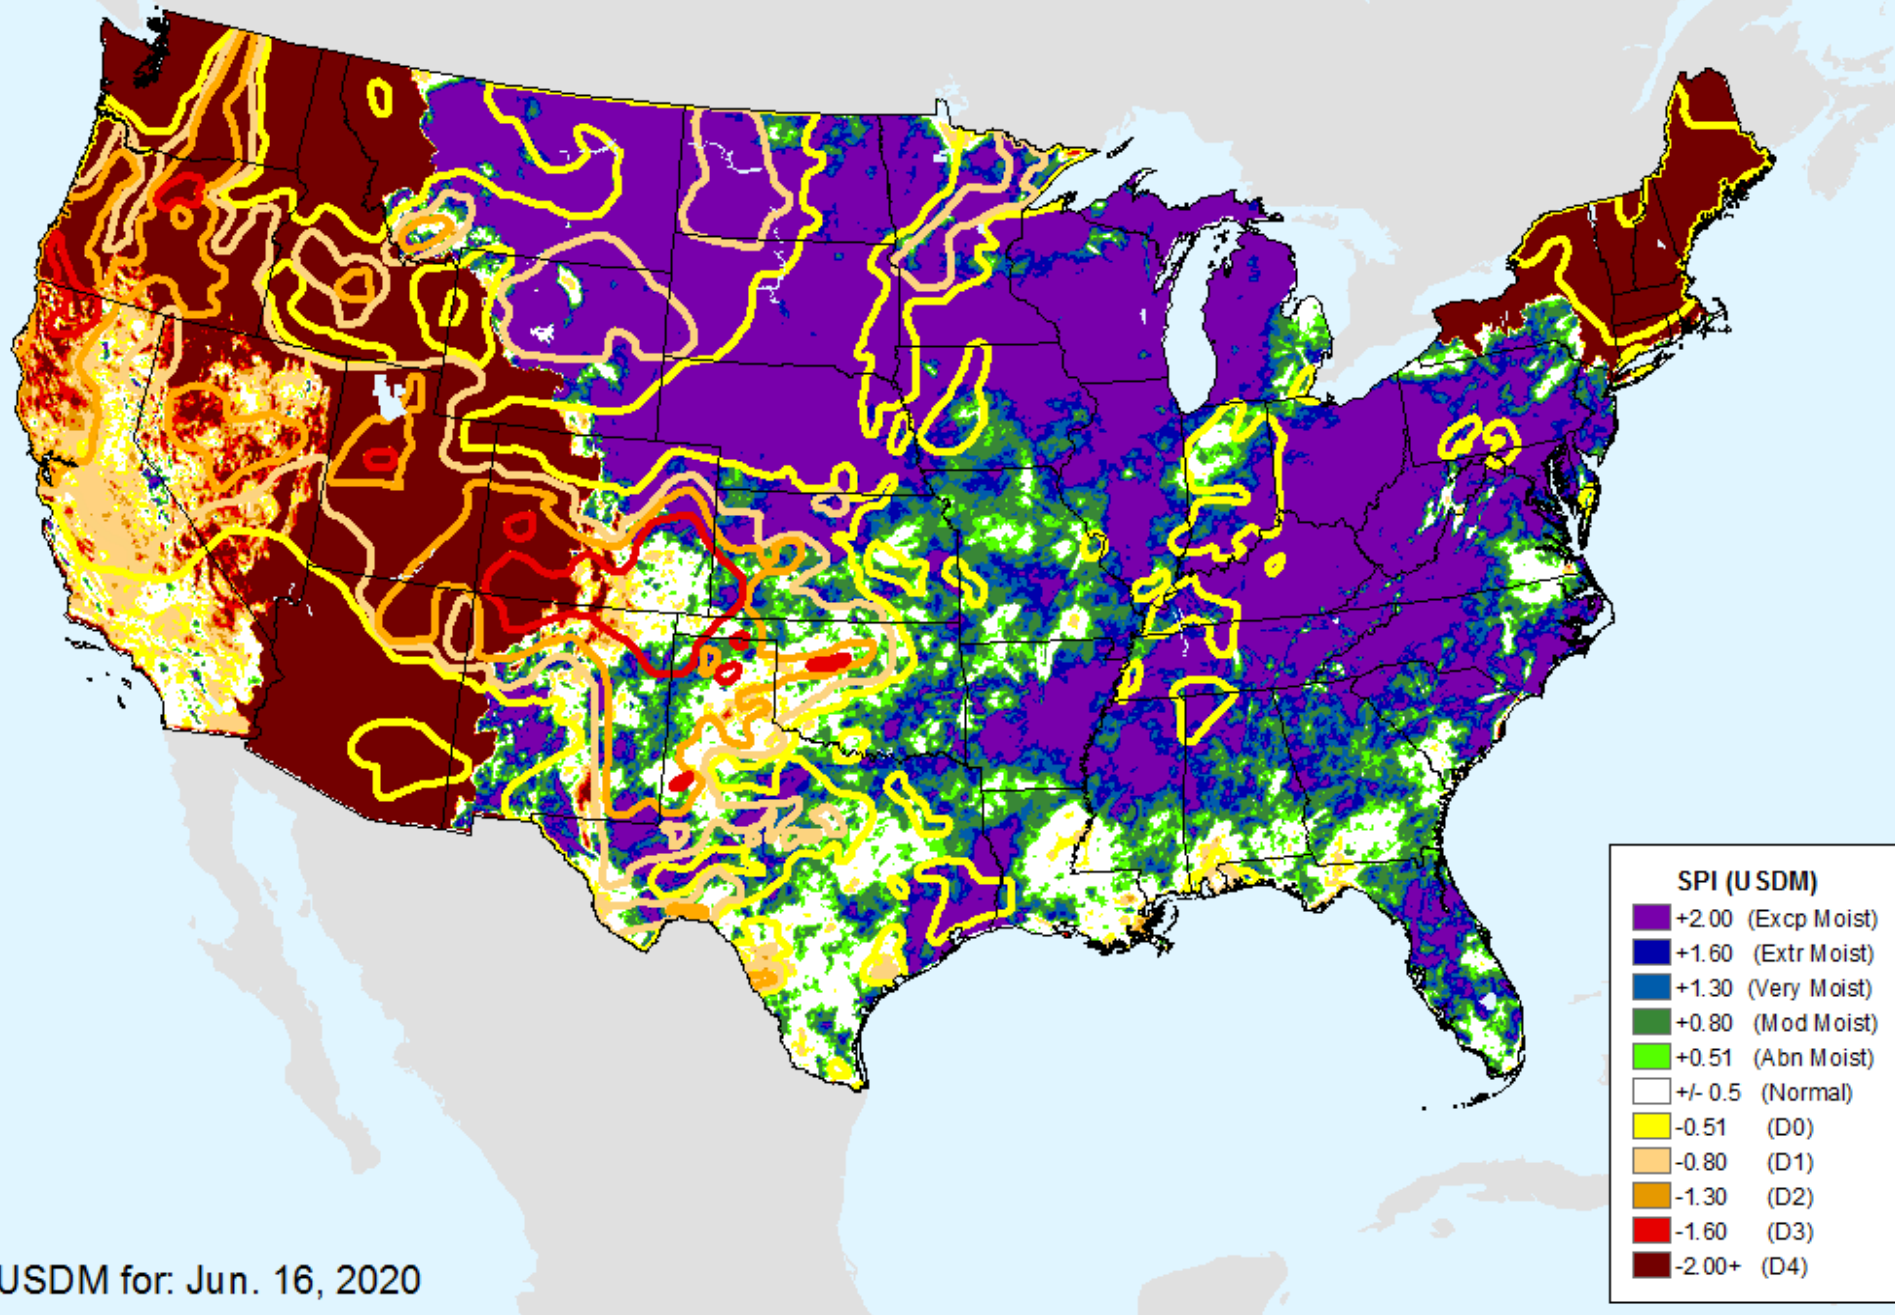 SPI (USDM)
+2.00 (Excp Moist)
+1.60 (Extr Moist)
+1.30 (Very Moist)
+0.80 (Mod Moist)
+0.51 (Abn Moist)
+/- 0.5 (Normal)
-0.51 (D0)
-0.80 (D1)
-1.30 (D2)
-1.60 (D3)
-2.00+ (D4)
USDM for: Jun. 16, 2020